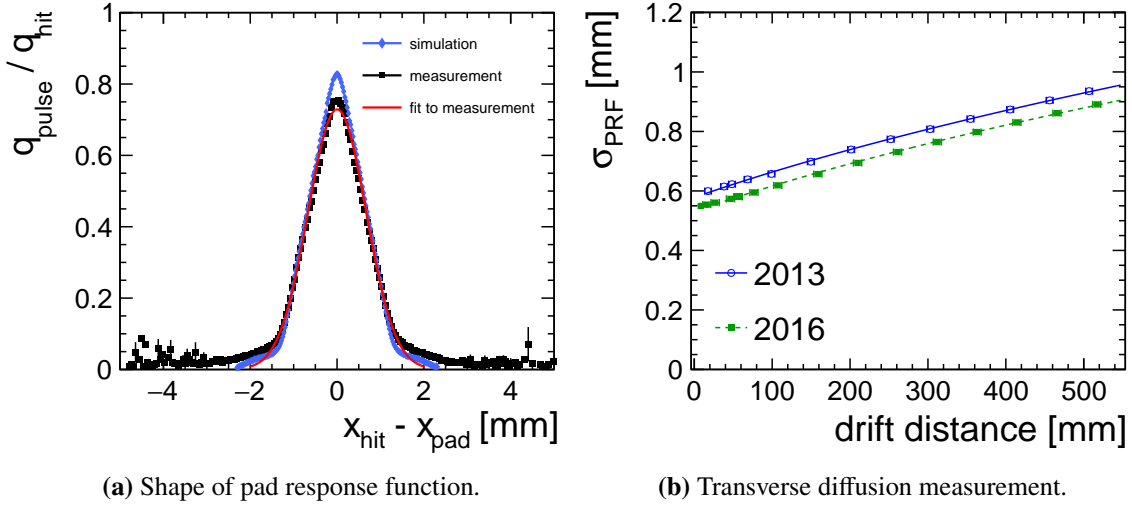 q_pulse / q_hit
0.8
0.6
0.4
0.2
0
simulation
measurement
fit to measurement
−4 −2 0 2 4
x_hit - x_pad [mm]
(a) Shape of pad response function.
σ_PRF [mm]
1.2
1
0.8
0.6
0.4
0.2
0
2013
2016
0 100 200 300 400 500
drift distance [mm]
(b) Transverse diffusion measurement.